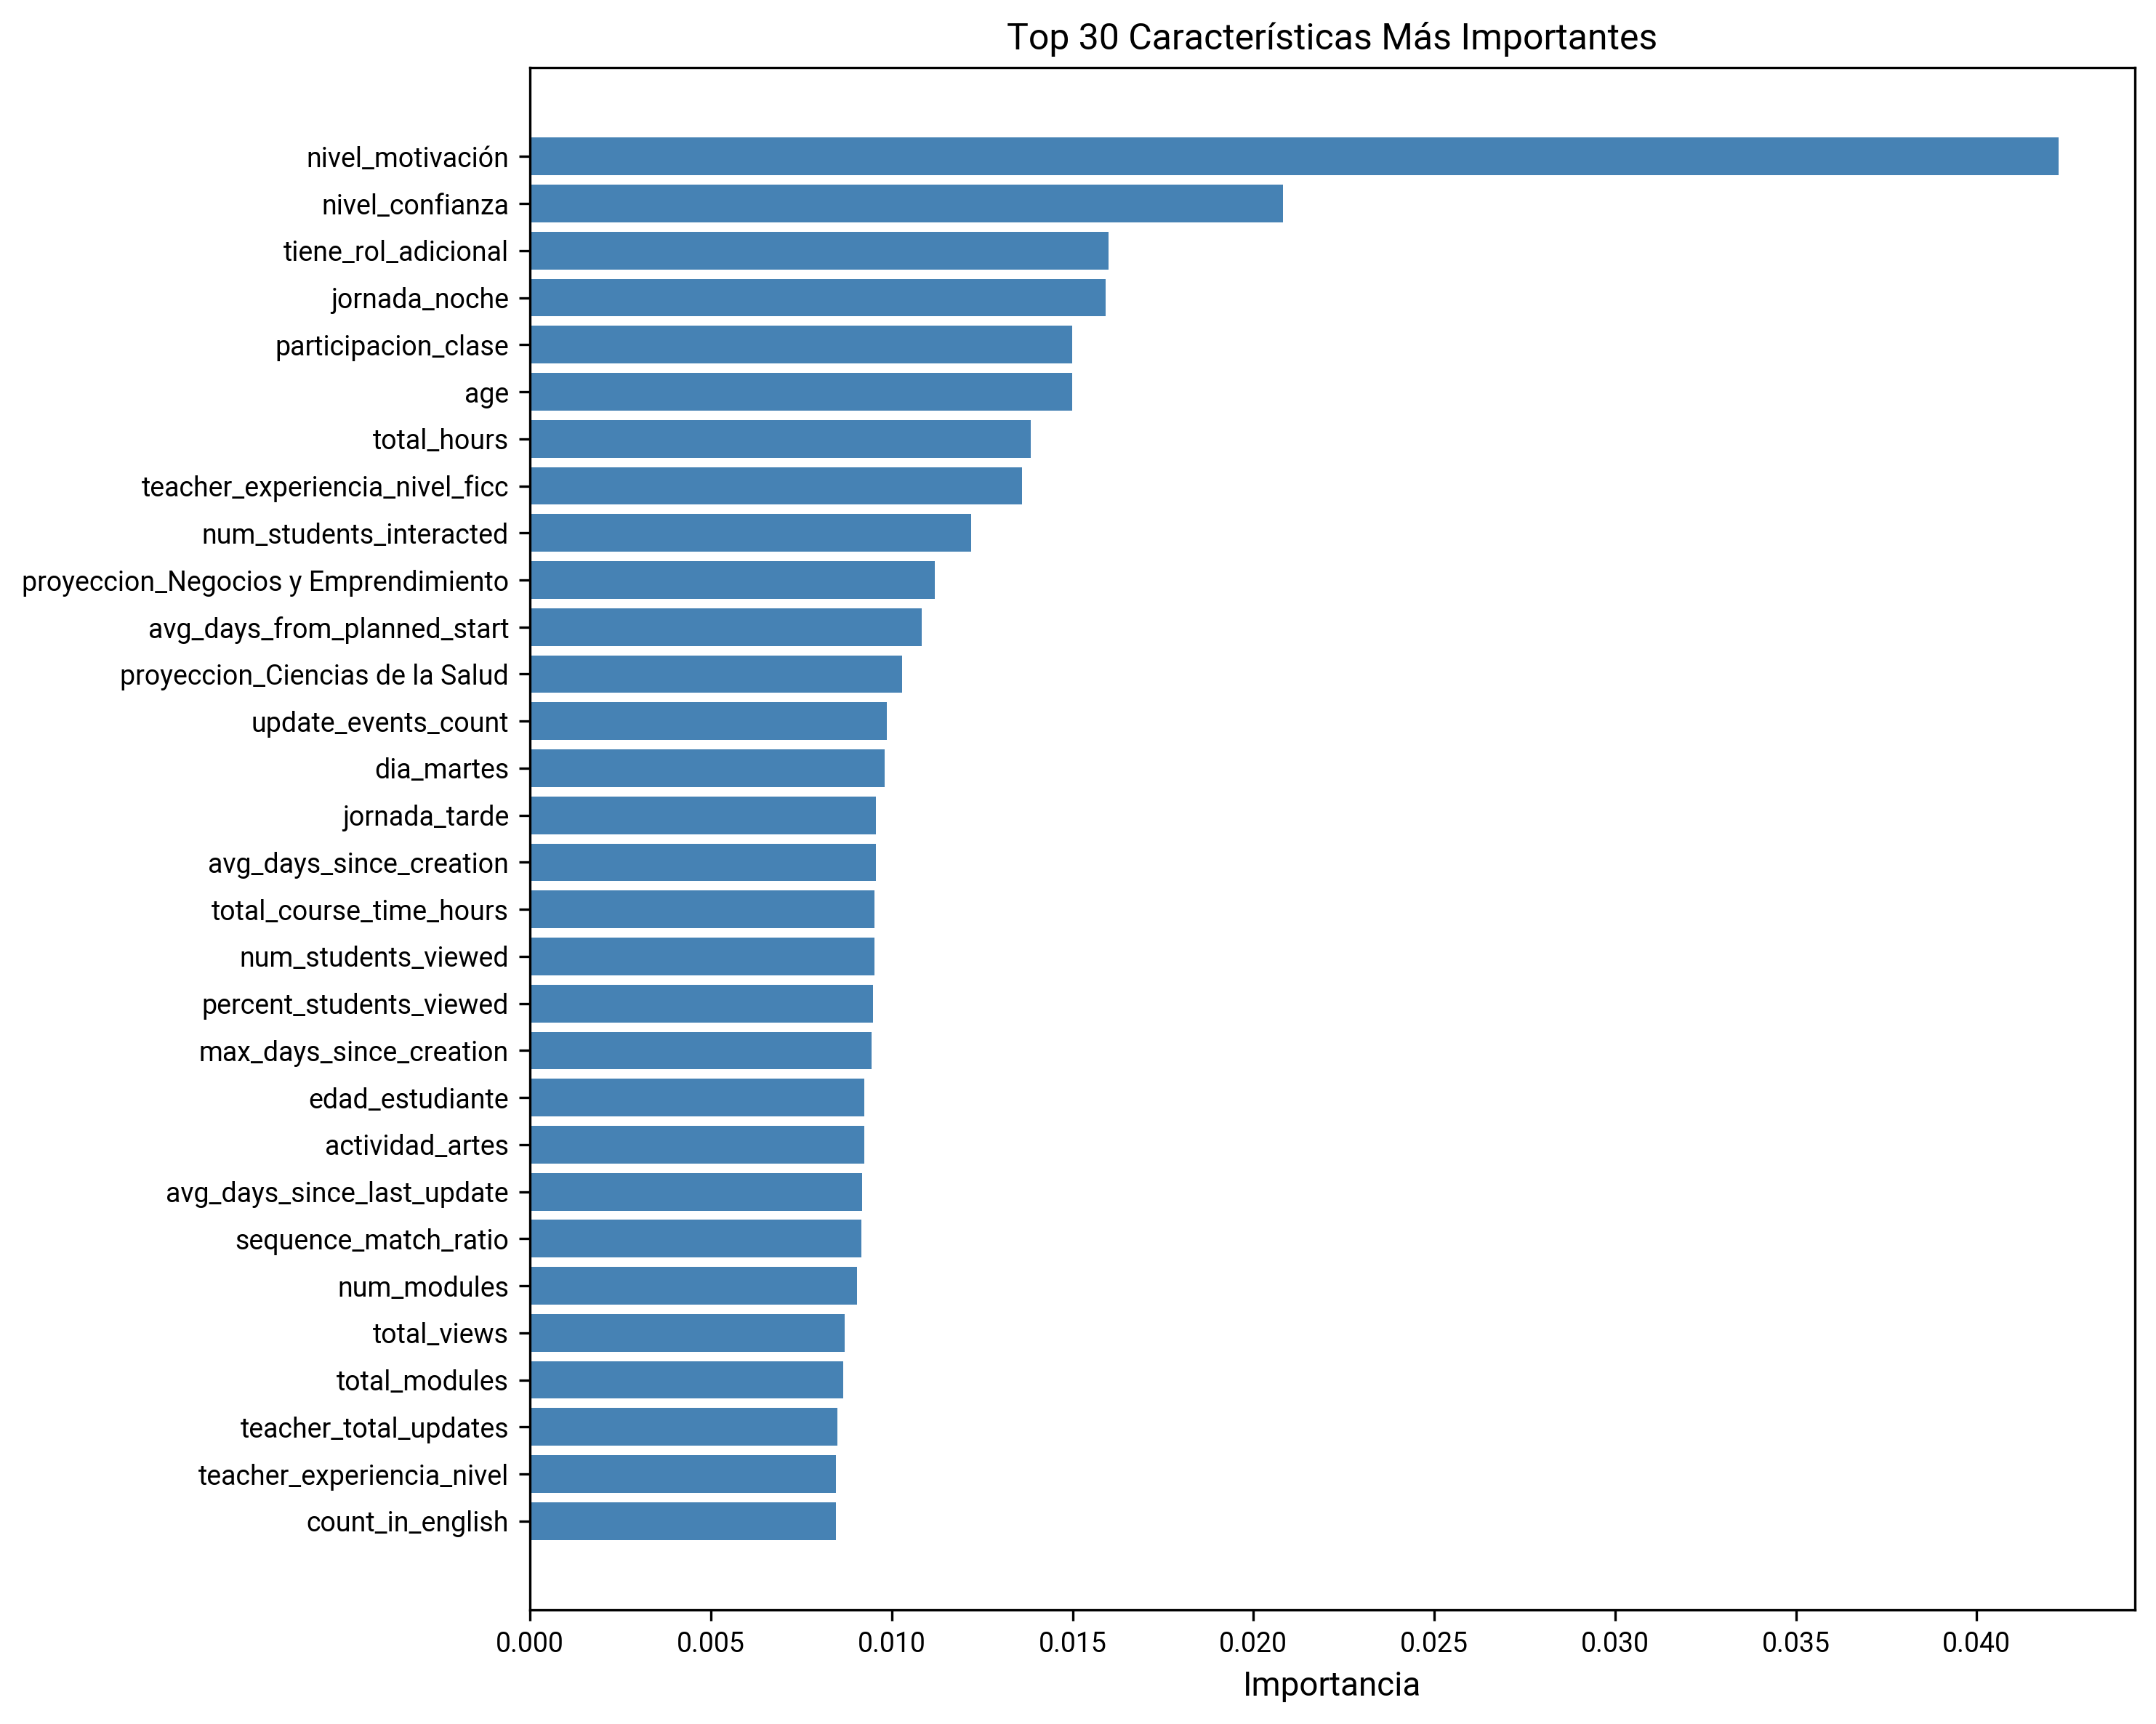 Top 30 Características Más Importantes
nivel_motivación
nivel_confianza
tiene_rol_adicional
jornada_noche
participacion_clase
age
total_hours
teacher_experiencia_nivel_ficc
num_students_interacted
proyeccion_Negocios y Emprendimiento
avg_days_from_planned_start
proyeccion_Ciencias de la Salud
update_events_count
dia_martes
jornada_tarde
avg_days_since_creation
total_course_time_hours
num_students_viewed
percent_students_viewed
max_days_since_creation
edad_estudiante
actividad_artes
avg_days_since_last_update
sequence_match_ratio
num_modules
total_views
total_modules
teacher_total_updates
teacher_experiencia_nivel
count_in_english
0.000 0.005 0.010 0.015 0.020 0.025 0.030 0.035 0.040
Importancia